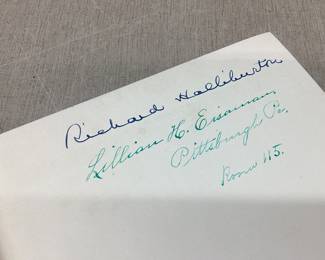 Richard Halliburton
Lillian H. Eisaman,
Pittsburgh Pa.
Room 115.